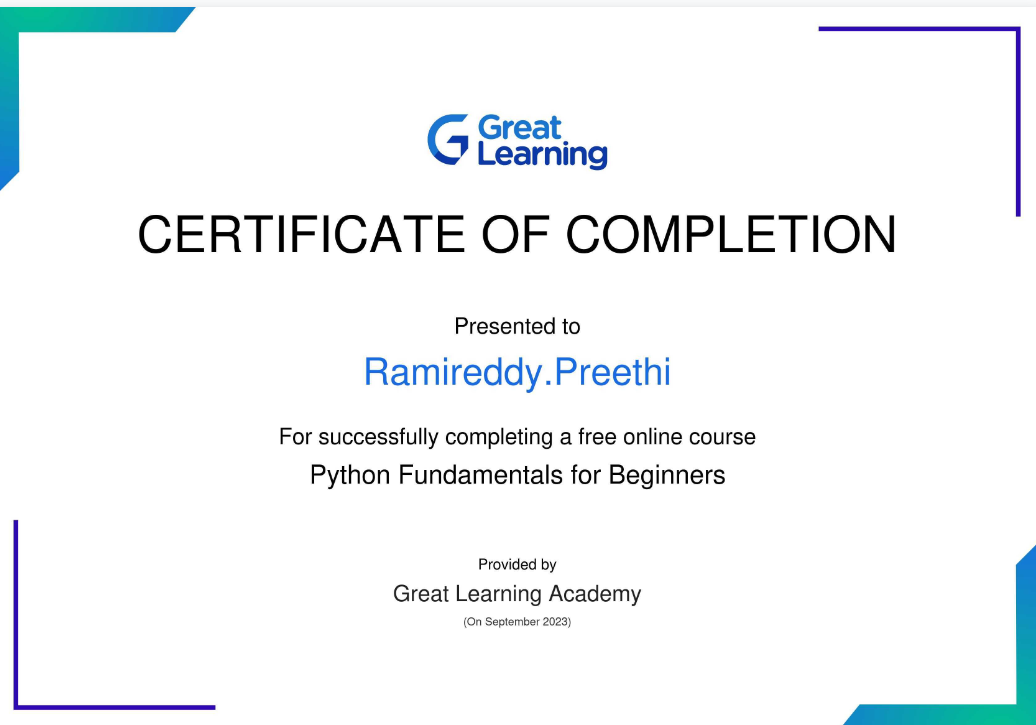 Great
Learning
CERTIFICATE OF COMPLETION
Presented to
Ramireddy.Preethi
For successfully completing a free online course
Python Fundamentals for Beginners
Provided by
Great Learning Academy
(On September 2023)